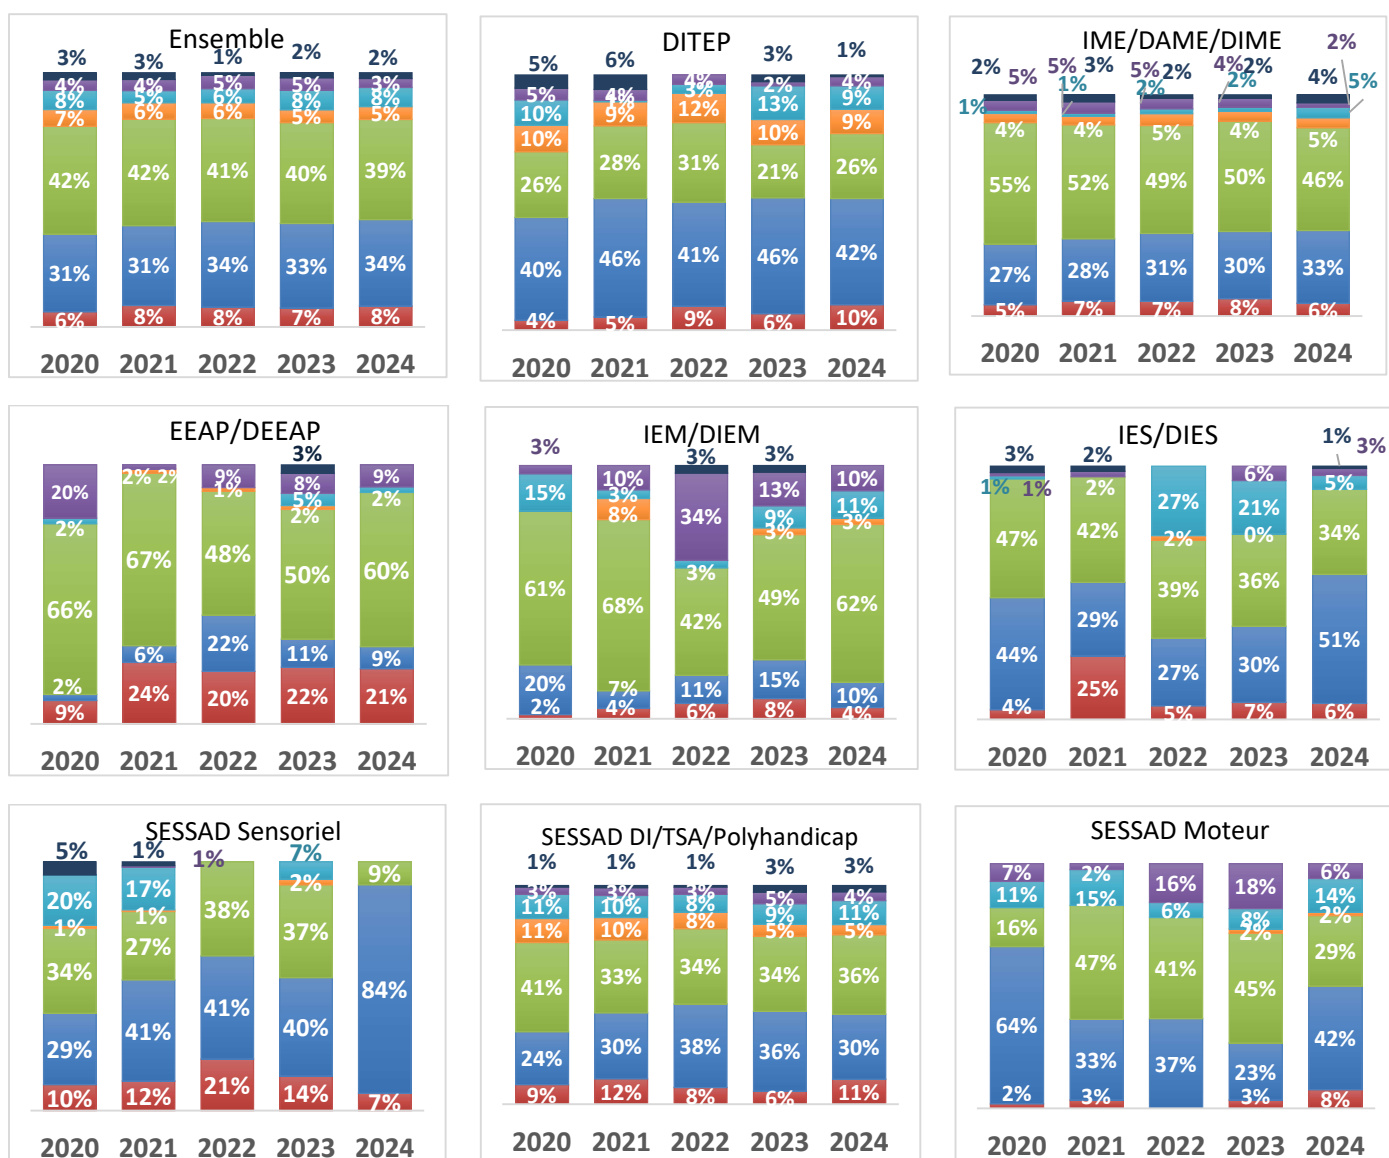 Ensemble
3% 3% 1% 2% 2%
4% 4% 5% 5% 3%
8% 5% 6% 8% 8%
7% 6% 6% 5% 5%
42% 42% 41% 40% 39%
31% 31% 34% 33% 34%
6% 8% 8% 7% 8%
2020 2021 2022 2023 2024
DITEP
5% 6% 3% 1%
5% 4% 4% 2% 4%
10% 1% 3% 13% 9%
10% 9% 12% 10% 9%
26% 28% 31% 21% 26%
40% 46% 41% 46% 42%
4% 5% 9% 6% 10%
2020 2021 2022 2023 2024
IME/DAME/DIME
2% 3% 2% 2% 4%
5% 5% 5% 4% 2%
1% 1% 2% 2% 5%
4% 4% 5% 4% 5%
55% 52% 49% 50% 46%
27% 28% 31% 30% 33%
5% 7% 7% 8% 6%
2020 2021 2022 2023 2024
EEAP/DEEAP
3%
20% 2% 9% 8% 9%
2% 2% 1% 5% 2%
2%
66% 67% 48% 50% 60%
2% 6% 22% 11% 9%
9% 24% 20% 22% 21%
2020 2021 2022 2023 2024
IEM/DIEM
3% 3% 3%
10% 34% 13% 10%
15% 3% 3% 9% 11%
8% 3% 3%
61% 68% 42% 49% 62%
20% 7% 11% 15% 10%
2% 4% 6% 8% 4%
2020 2021 2022 2023 2024
IES/DIES
3% 2% 1%
1% 1% 2% 6% 3%
27% 21% 5%
2% 0%
47% 42% 39% 36% 34%
44% 29% 27% 30% 51%
4% 25% 5% 7% 6%
2020 2021 2022 2023 2024
SESSAD Sensoriel
5% 1% 1% 7%
20% 17%
1% 1% 2%
34% 27% 38% 37% 9%
29% 41% 41% 40% 84%
10% 12% 21% 14% 7%
2020 2021 2022 2023 2024
SESSAD DI/TSA/Polyhandicap
1% 1% 1% 3% 3%
3% 3% 3% 5% 4%
11% 10% 8% 9% 11%
11% 10% 8% 5% 5%
41% 33% 34% 34% 36%
24% 30% 38% 36% 30%
9% 12% 8% 6% 11%
2020 2021 2022 2023 2024
SESSAD Moteur
7% 2% 16% 18% 6%
11% 15% 6% 8% 14%
2% 2%
16% 47% 41% 45% 29%
64% 33% 37% 23% 42%
2% 3% 3% 8%
2020 2021 2022 2023 2024